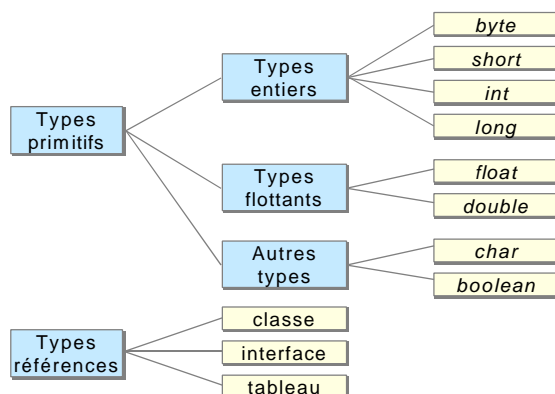 Types
primitifs
Types
entiers
byte
short
int
long
Types
flottants
float
double
Autres
types
char
boolean
Types
références
classe
interface
tableau